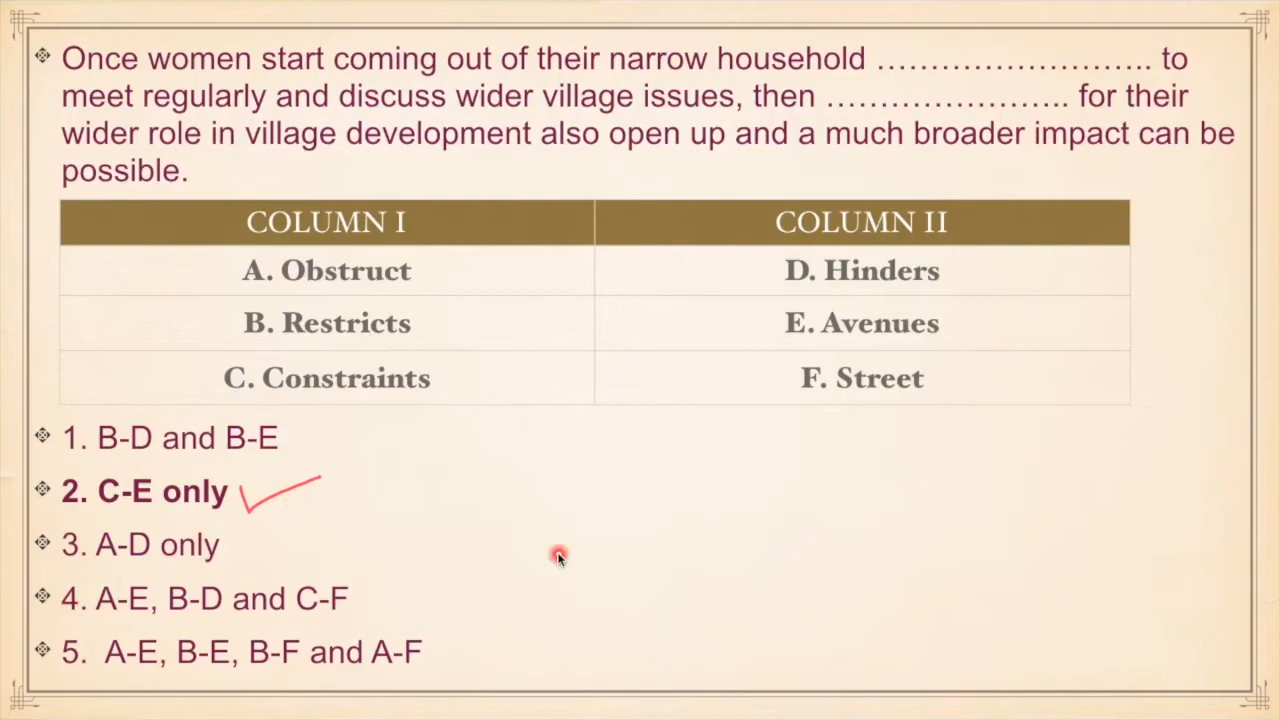 Once women start coming out of their narrow household …………………….. to
meet regularly and discuss wider village issues, then ………………….. for their
wider role in village development also open up and a much broader impact can be
possible.
COLUMN I COLUMN II
A. Obstruct D. Hinders
B. Restricts E. Avenues
C. Constraints F. Street
1. B-D and B-E
2. C-E only
3. A-D only
4. A-E, B-D and C-F
5. A-E, B-E, B-F and A-F